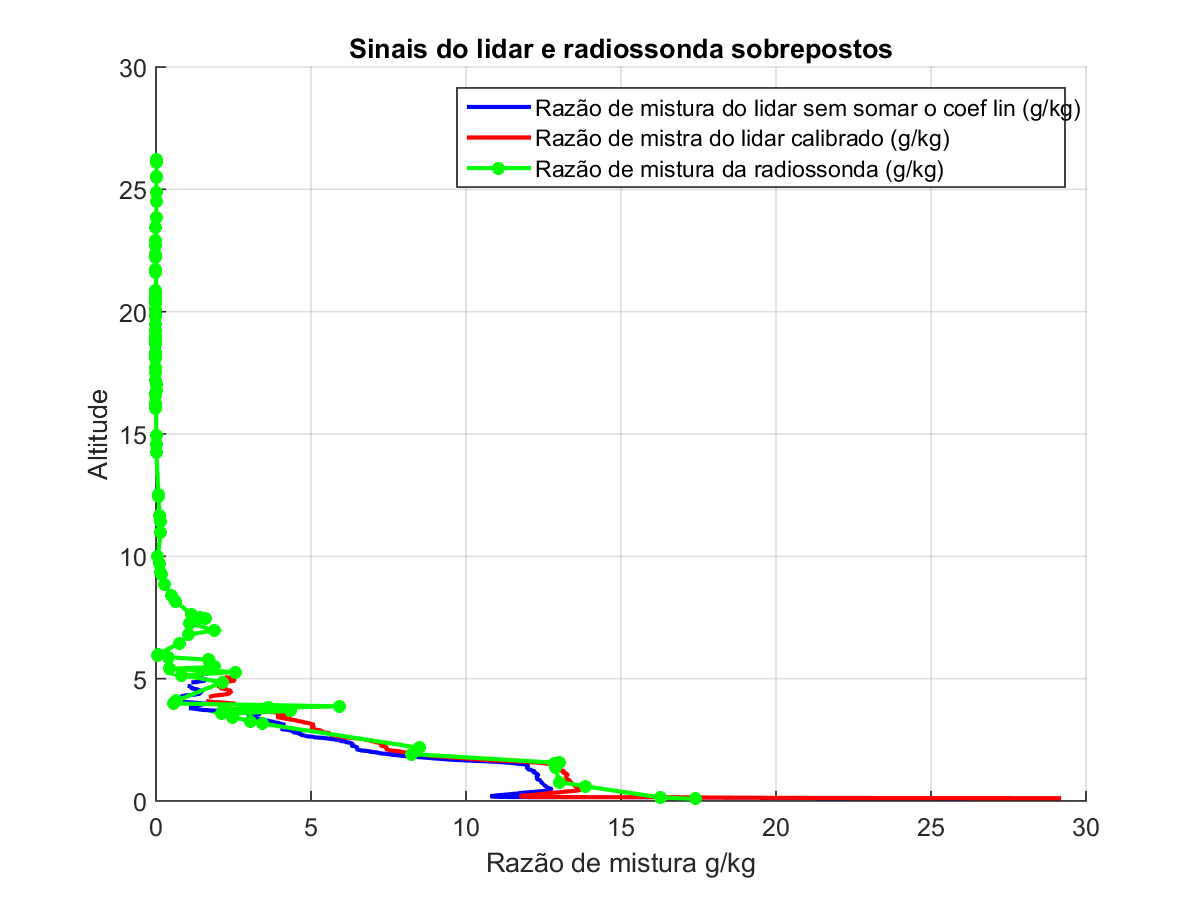 Sinais do lidar e radiossonda sobrepostos
30
Razão de mistura do lidar sem somar o coef lin (g/kg)
Razão de mistra do lidar calibrado (g/kg)
Razão de mistura da radiossonda (g/kg)
25
20
15
10
5
0
Altitude
0 5 10 15 20 25 30
Razão de mistura g/kg